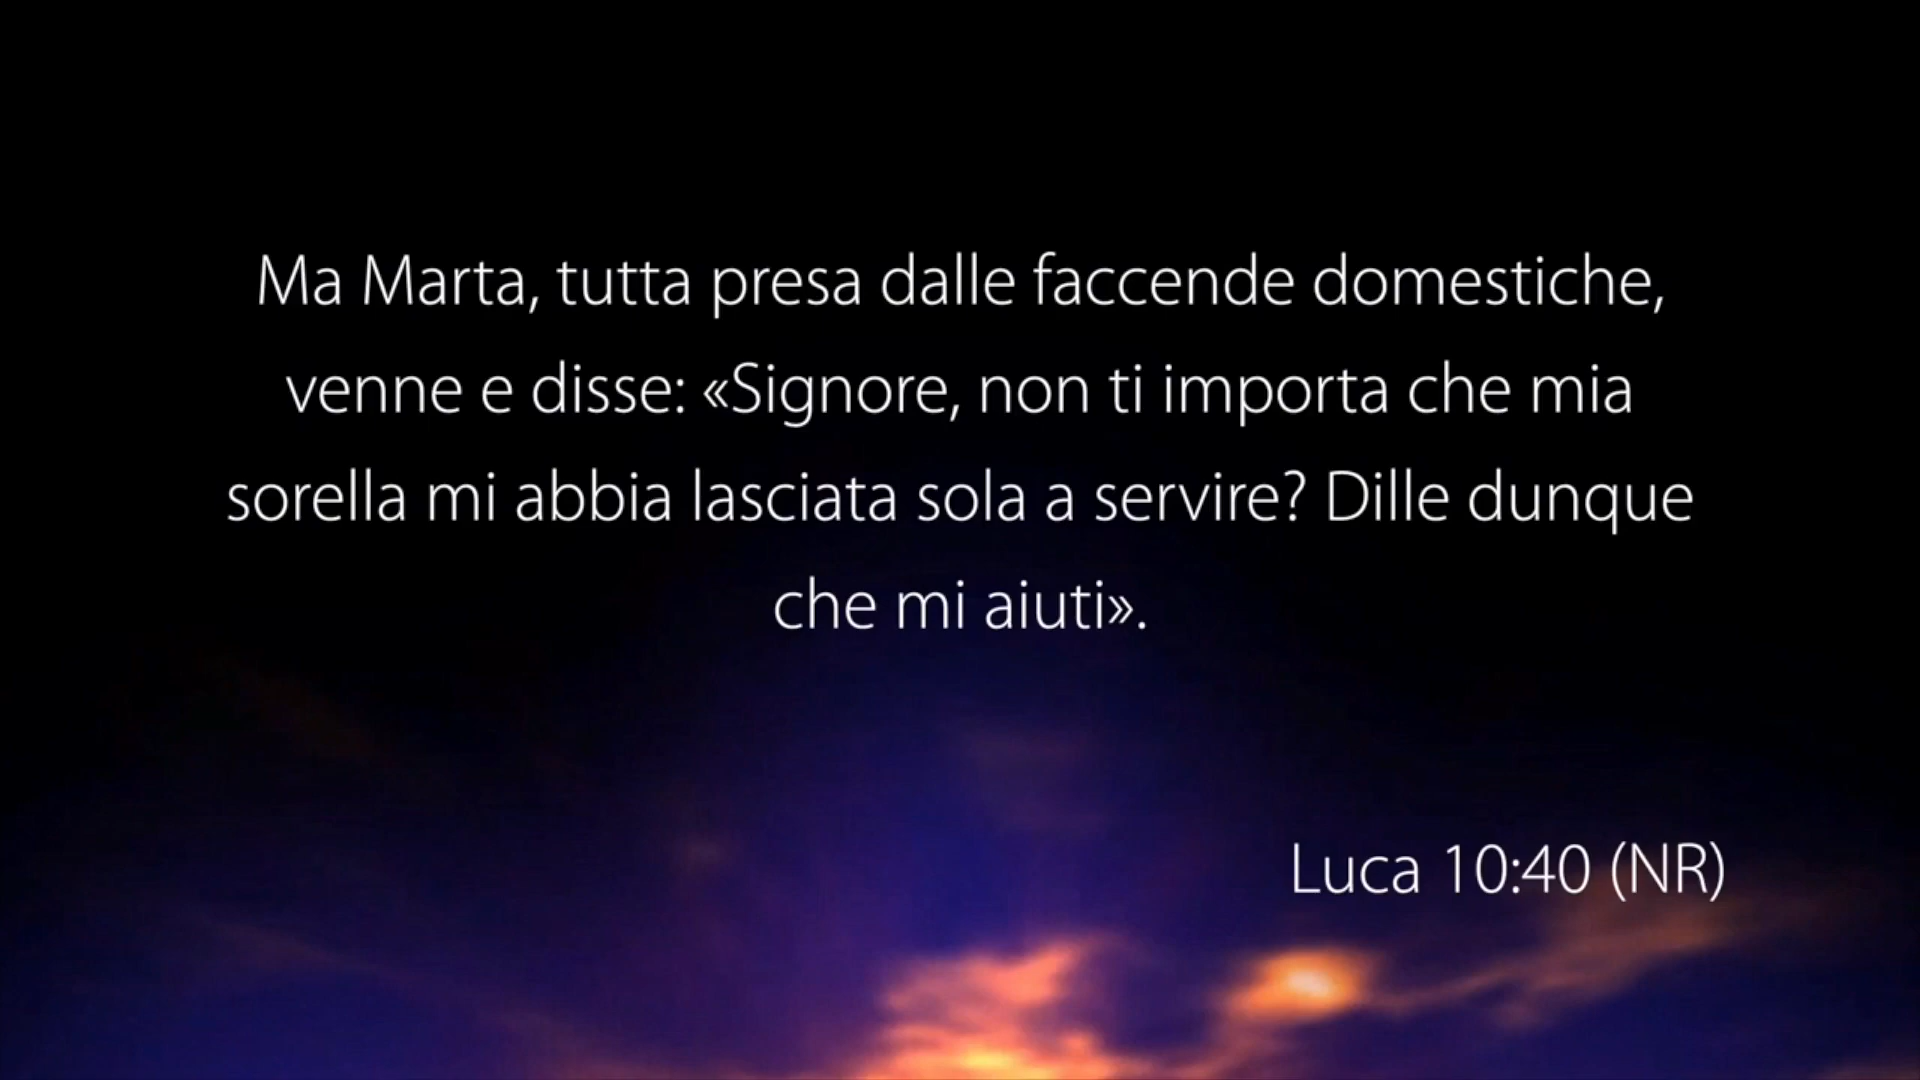 Ma Marta, tutta presa dalle faccende domestiche,
venne e disse: «Signore, non ti importa che mia
sorella mi abbia lasciata sola a servire? Dille dunque
che mi aiuti».
Luca 10:40 (NR)